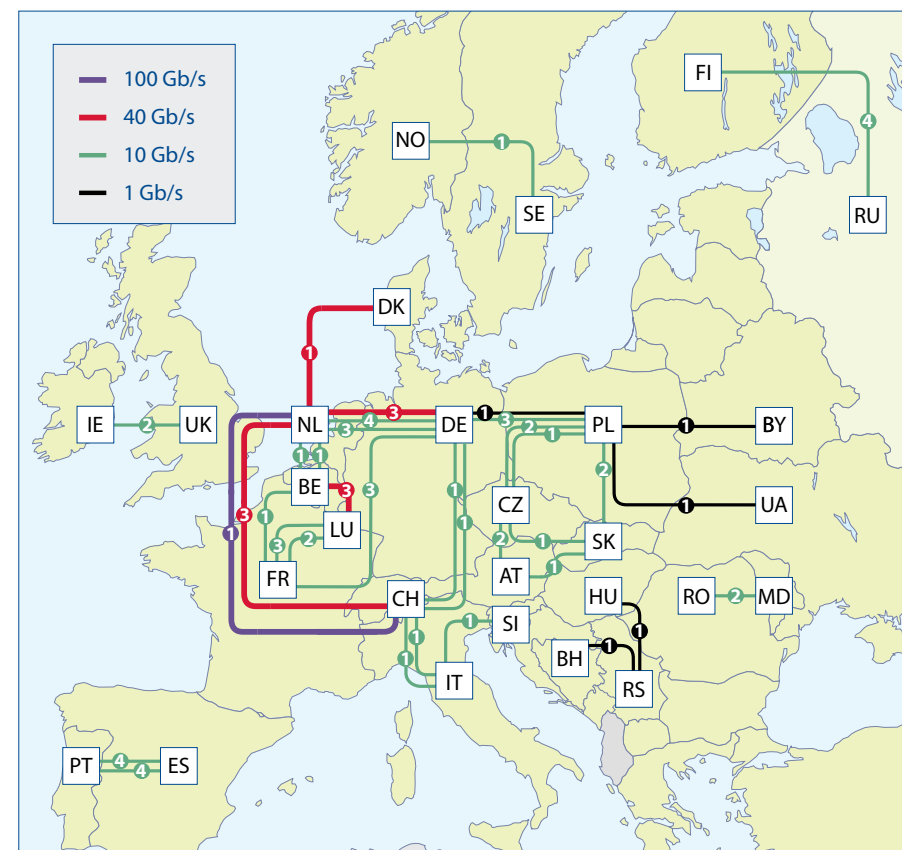 100 Gb/s
40 Gb/s
10 Gb/s
1 Gb/s
FI
4
NO
1
SE
RU
DK
1
IE
2
UK
NL
3
4
3
DE
1
3
2
1
PL
1
BY
1
1
BE
3
3
1
1
2
CZ
1
UA
1
3
1
3
2
LU
2
1
SK
1
FR
AT
CH
HU
RO
2
MD
1
1
1
SI
1
BH
1
1
IT
RS
PT
4
4
ES